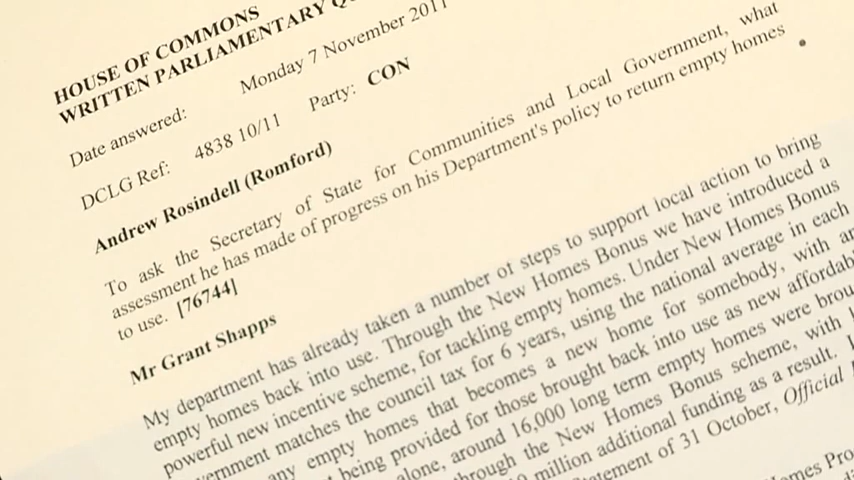 HOUSE OF COMMONS
WRITTEN PARLIAMENTARY
Date answered: Monday 7 November 2011
DCLG Ref: 4838 10/11 Party: CON
Andrew Rosindell (Romford)
To ask the Secretary of State for Communities and Local Government, what
assessment he has made of progress on his Department's policy to return empty homes
to use. [76744]
Mr Grant Shapps
My department has already taken a number of steps to support local action to bring
empty homes back into use. Through the New Homes Bonus we have introduced a
powerful new incentive scheme, for tackling empty homes. Under New Homes Bonus
matches the council tax for 6 years, using the national average in each
empty homes that becomes a new home for somebody, with
being provided for those brought back into use as new
alone, around 16,000 long term empty homes were
through the New Homes Bonus scheme, with
million additional funding as a result.
of 31 October, Official